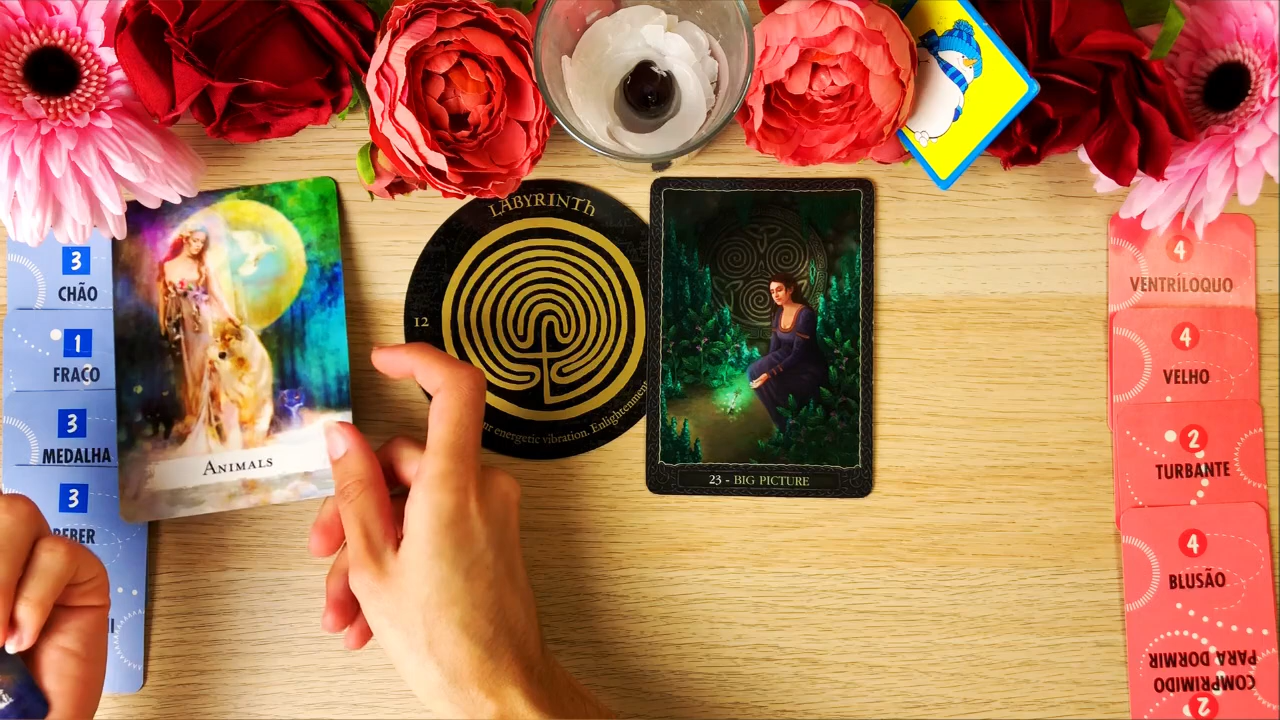 3
CHÃO
1
FRACO
3
MEDALHA
3
BEBER
ANIMALS
LABYRINTH
12
energetic vibration. Enlightenment
23 - BIG PICTURE
4
VENTRÍLOQUO
4
VELHO
2
TURBANTE
4
BLUSÃO
COMPRIMIDO
PARA DORMIR
2